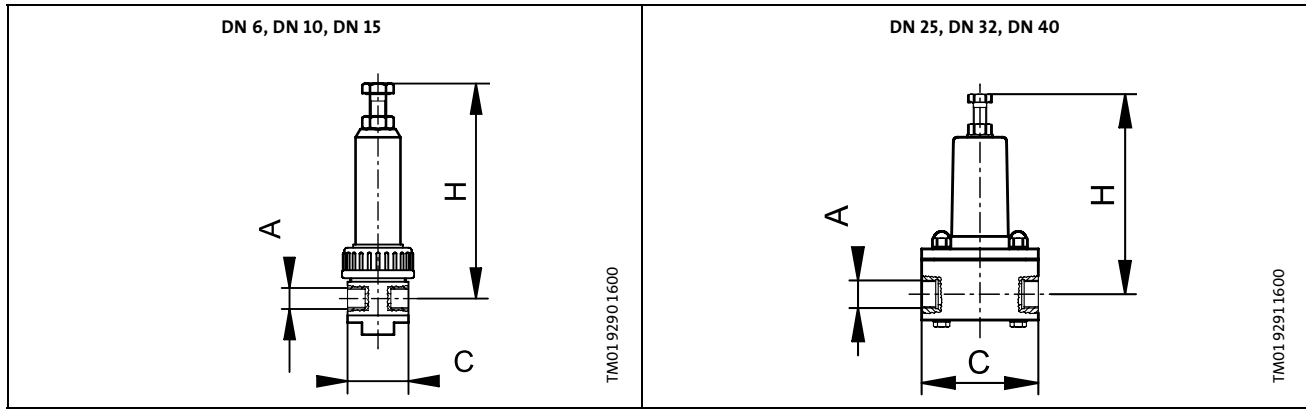 DN 6, DN 10, DN 15
H
A
C
TM01 9290 1600
DN 25, DN 32, DN 40
H
A
C
TM01 9291 1600